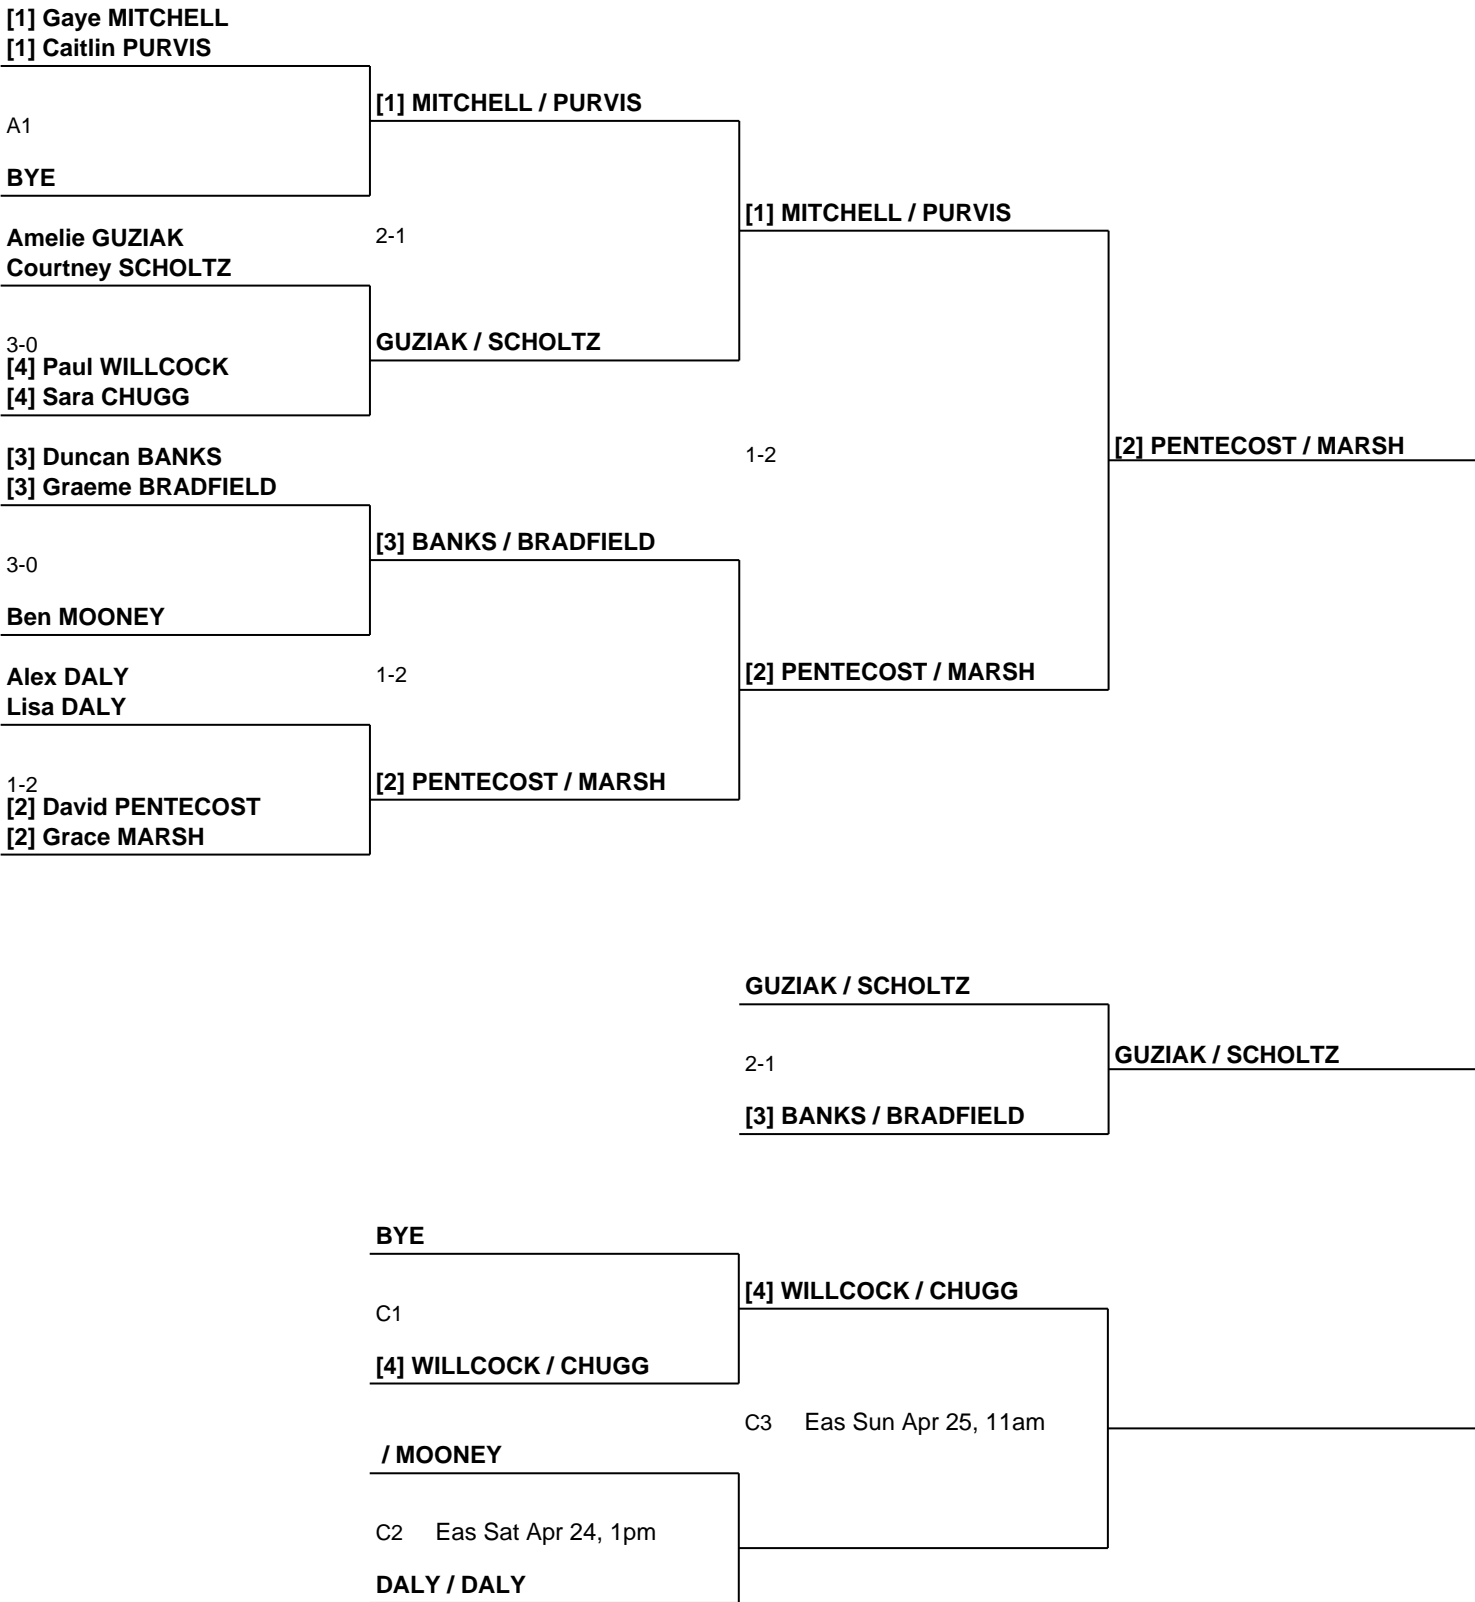 [1] Gaye MITCHELL
[1] Caitlin PURVIS
[1] MITCHELL / PURVIS
A1
BYE
[1] MITCHELL / PURVIS
Amelie GUZIAK
2-1
Courtney SCHOLTZ
3-0
GUZIAK / SCHOLTZ
[4] Paul WILLCOCK
[4] Sara CHUGG
[3] Duncan BANKS
1-2
[2] PENTECOST / MARSH
[3] Graeme BRADFIELD
[3] BANKS / BRADFIELD
3-0
Ben MOONEY
Alex DALY
1-2
[2] PENTECOST / MARSH
Lisa DALY
1-2
[2] PENTECOST / MARSH
[2] David PENTECOST
[2] Grace MARSH
GUZIAK / SCHOLTZ
2-1
GUZIAK / SCHOLTZ
[3] BANKS / BRADFIELD
BYE
[4] WILLCOCK / CHUGG
C1
[4] WILLCOCK / CHUGG
C3 Eas Sun Apr 25, 11am
/ MOONEY
C2 Eas Sat Apr 24, 1pm
DALY / DALY